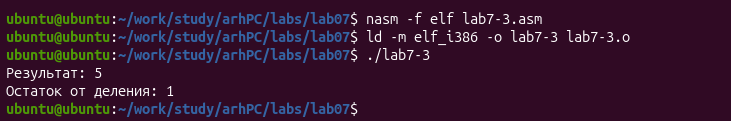 ubuntu@ubuntu:~/work/study/arhPC/labs/lab07$ nasm -f elf lab7-3.asm
ubuntu@ubuntu:~/work/study/arhPC/labs/lab07$ ld -m elf_i386 -o lab7-3 lab7-3.o
ubuntu@ubuntu:~/work/study/arhPC/labs/lab07$ ./lab7-3
Результат: 5
Остаток от деления: 1
ubuntu@ubuntu:~/work/study/arhPC/labs/lab07$